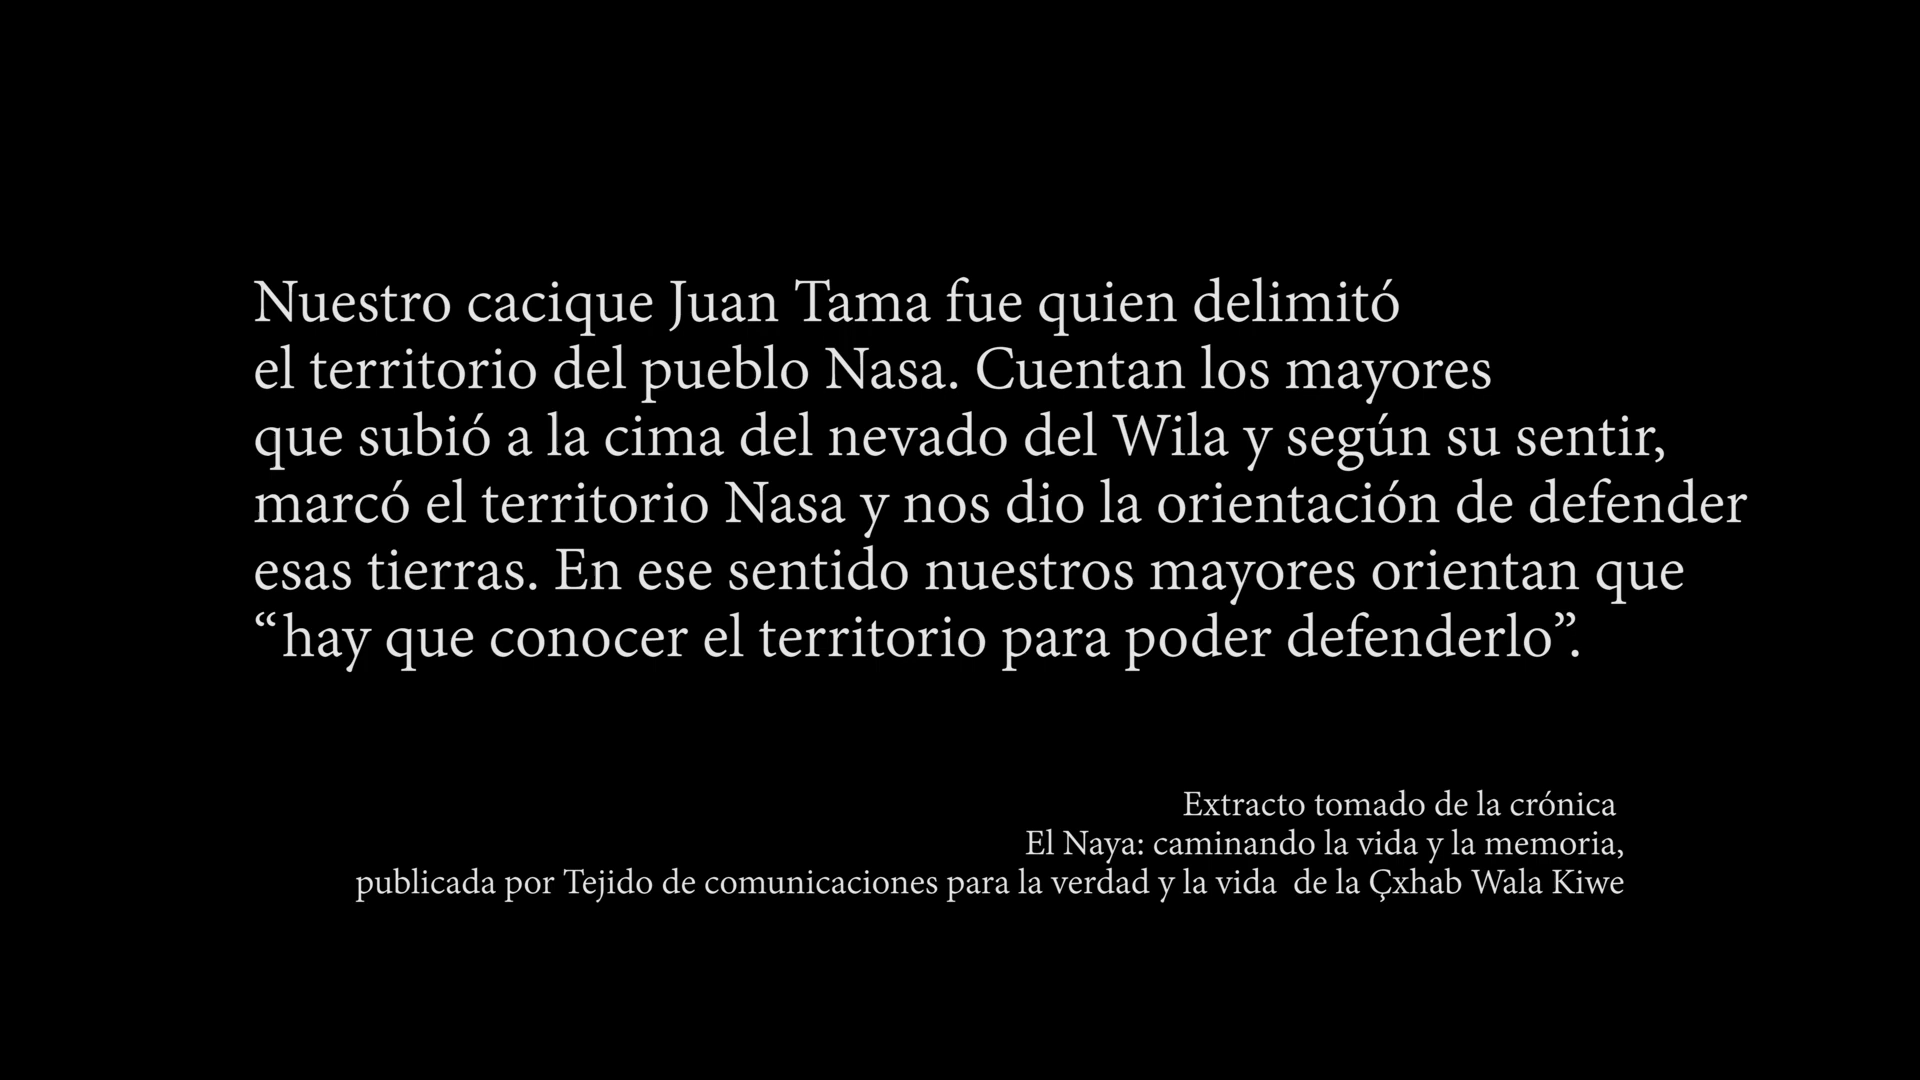 Nuestro cacique Juan Tama fue quien delimitó
el territorio del pueblo Nasa. Cuentan los mayores
que subió a la cima del nevado del Wila y según su sentir,
marcó el territorio Nasa y nos dio la orientación de defender
esas tierras. En ese sentido nuestros mayores orientan que
“hay que conocer el territorio para poder defenderlo”.
Extracto tomado de la crónica
El Naya: caminando la vida y la memoria,
publicada por Tejido de comunicaciones para la verdad y la vida  de la Çxhab Wala Kiwe